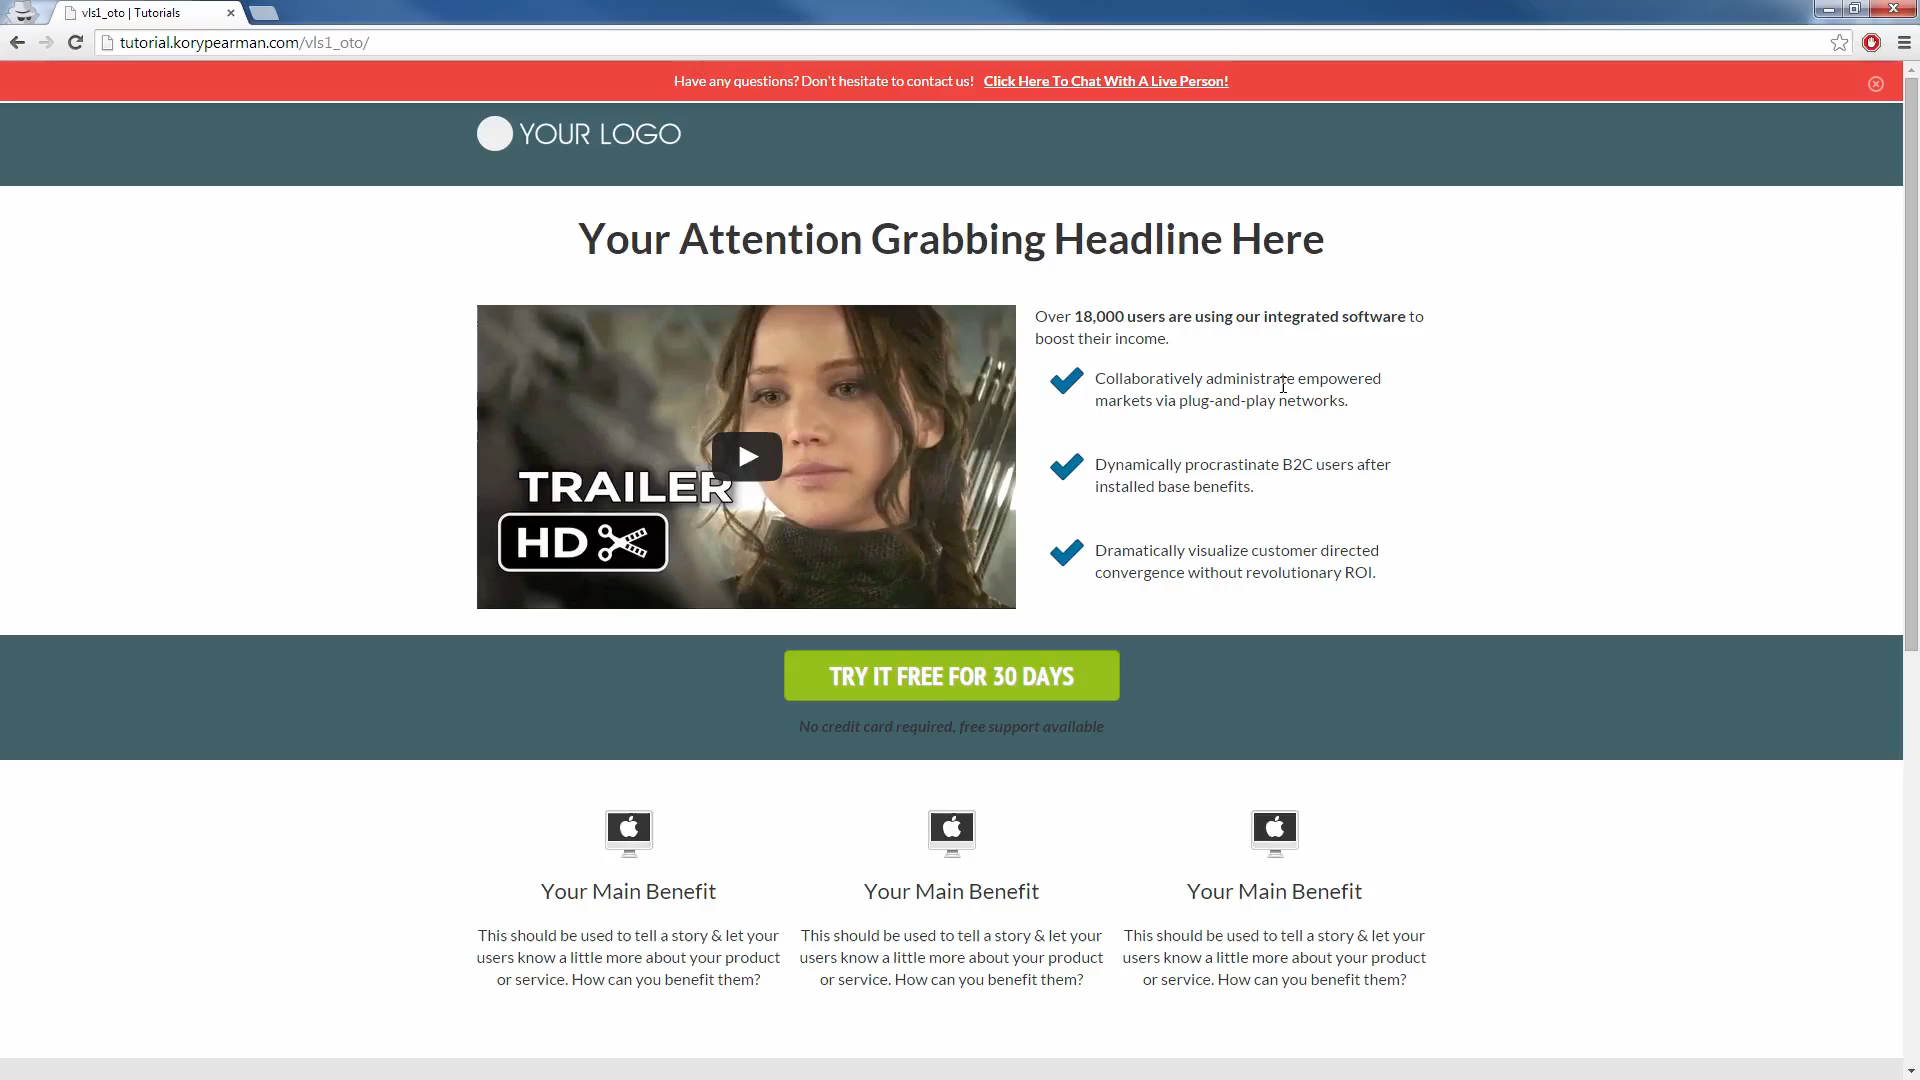 vls1_oto | Tutorials
tutorial.korypearman.com/vls1_oto/
Have any questions? Don't hesitate to contact us! Click Here To Chat With A Live Person!
YOUR LOGO
Your Attention Grabbing Headline Here
TRAILER
HD
Over 18,000 users are using our integrated software to
boost their income.
Collaboratively administrate empowered
markets via plug-and-play networks.
Dynamically procrastinate B2C users after
installed base benefits.
Dramatically visualize customer directed
convergence without revolutionary ROI.
TRY IT FREE FOR 30 DAYS
No credit card required, free support available
Your Main Benefit
This should be used to tell a story & let your
users know a little more about your product
or service. How can you benefit them?
Your Main Benefit
This should be used to tell a story & let your
users know a little more about your product
or service. How can you benefit them?
Your Main Benefit
This should be used to tell a story & let your
users know a little more about your product
or service. How can you benefit them?